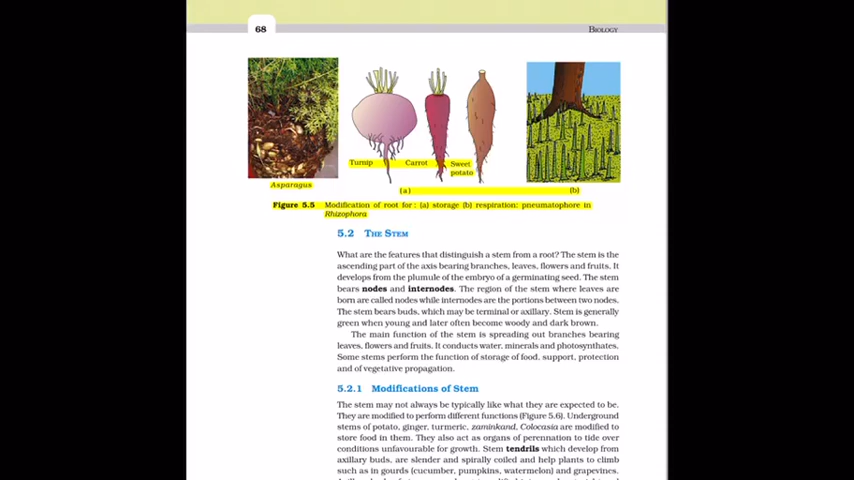 68
BIOLOGY
Turnip
Carrot
Sweet
potato
Asparagus
(a)
(b)
Figure 5.5 Modification of root for : (a) storage (b) respiration: pneumatophore in
Rhizophora
5.2 THE STEM
What are the features that distinguish a stem from a root? The stem is the
ascending part of the axis bearing branches, leaves, flowers and fruits. It
develops from the plumule of the embryo of a germinating seed. The stem
bears nodes and internodes. The region of the stem where leaves are
born are called nodes while internodes are the portions between two nodes.
The stem bears buds, which may be terminal or axillary. Stem is generally
green when young and later often become woody and dark brown.
The main function of the stem is spreading out branches bearing
leaves, flowers and fruits. It conducts water, minerals and photosynthates.
Some stems perform the function of storage of food, support, protection
and of vegetative propagation.
5.2.1 Modifications of Stem
The stem may not always be typically like what they are expected to be.
They are modified to perform different functions (Figure 5.6). Underground
stems of potato, ginger, turmeric, zaminkand, Colocasia are modified to
store food in them. They also act as organs of perennation to tide over
conditions unfavourable for growth. Stem tendrils which develop from
axillary buds, are slender and spirally coiled and help plants to climb
such as in gourds (cucumber, pumpkins, watermelon) and grapevines.